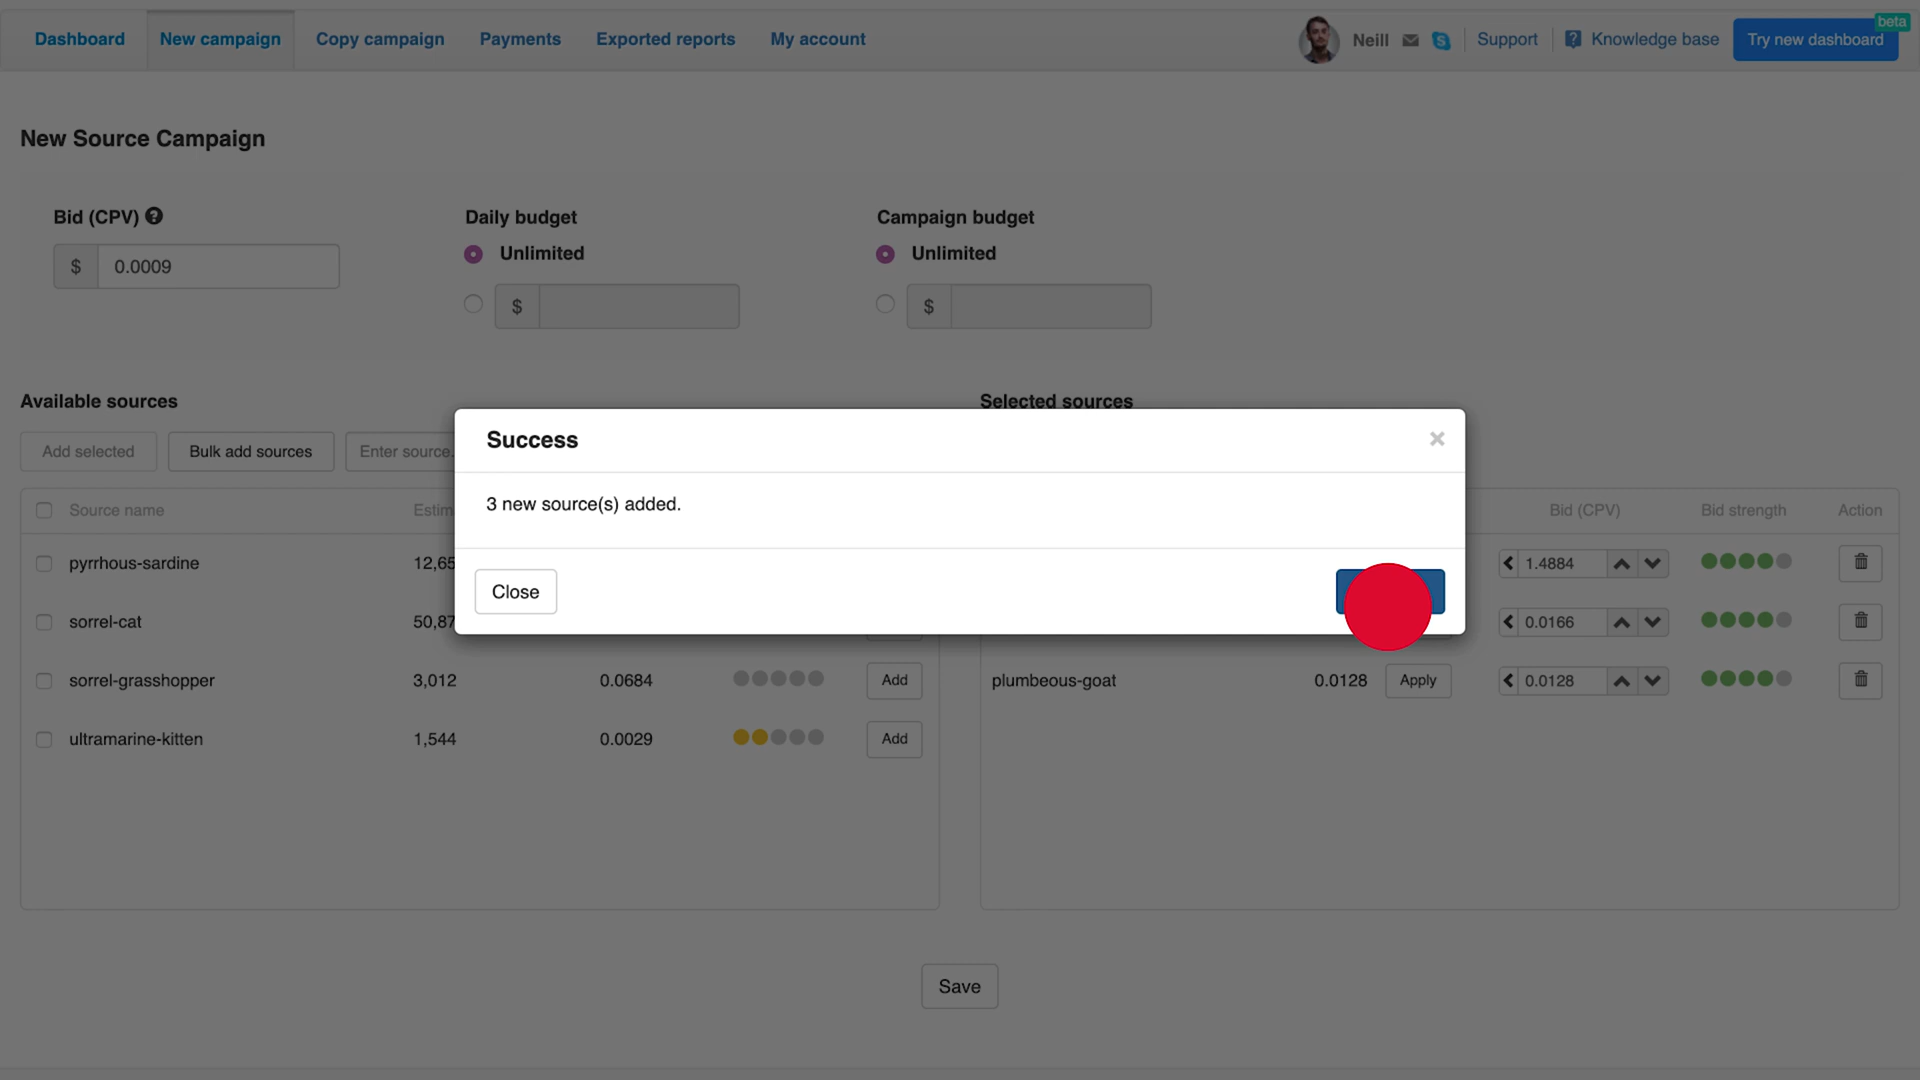 beta
Dashboard New campaign Copy campaign Payments Exported reports My account Neill Support Knowledge base Try new dashboard
New Source Campaign
Bid (CPV) Daily budget Campaign budget
Unlimited Unlimited
$ 0.0009
$ $
Available sources Selected sources
Add selected Bulk add sources Enter source.
Success
3 new source(s) added.
Close
Source name Estim Bid (CPV) Bid strength Action
pyrrhous-sardine 12,65 1.4884
sorrel-cat 50,87 0.0166
sorrel-grasshopper 3,012 0.0684 Add plumbeous-goat 0.0128 Apply 0.0128
ultramarine-kitten 1,544 0.0029 Add
Save